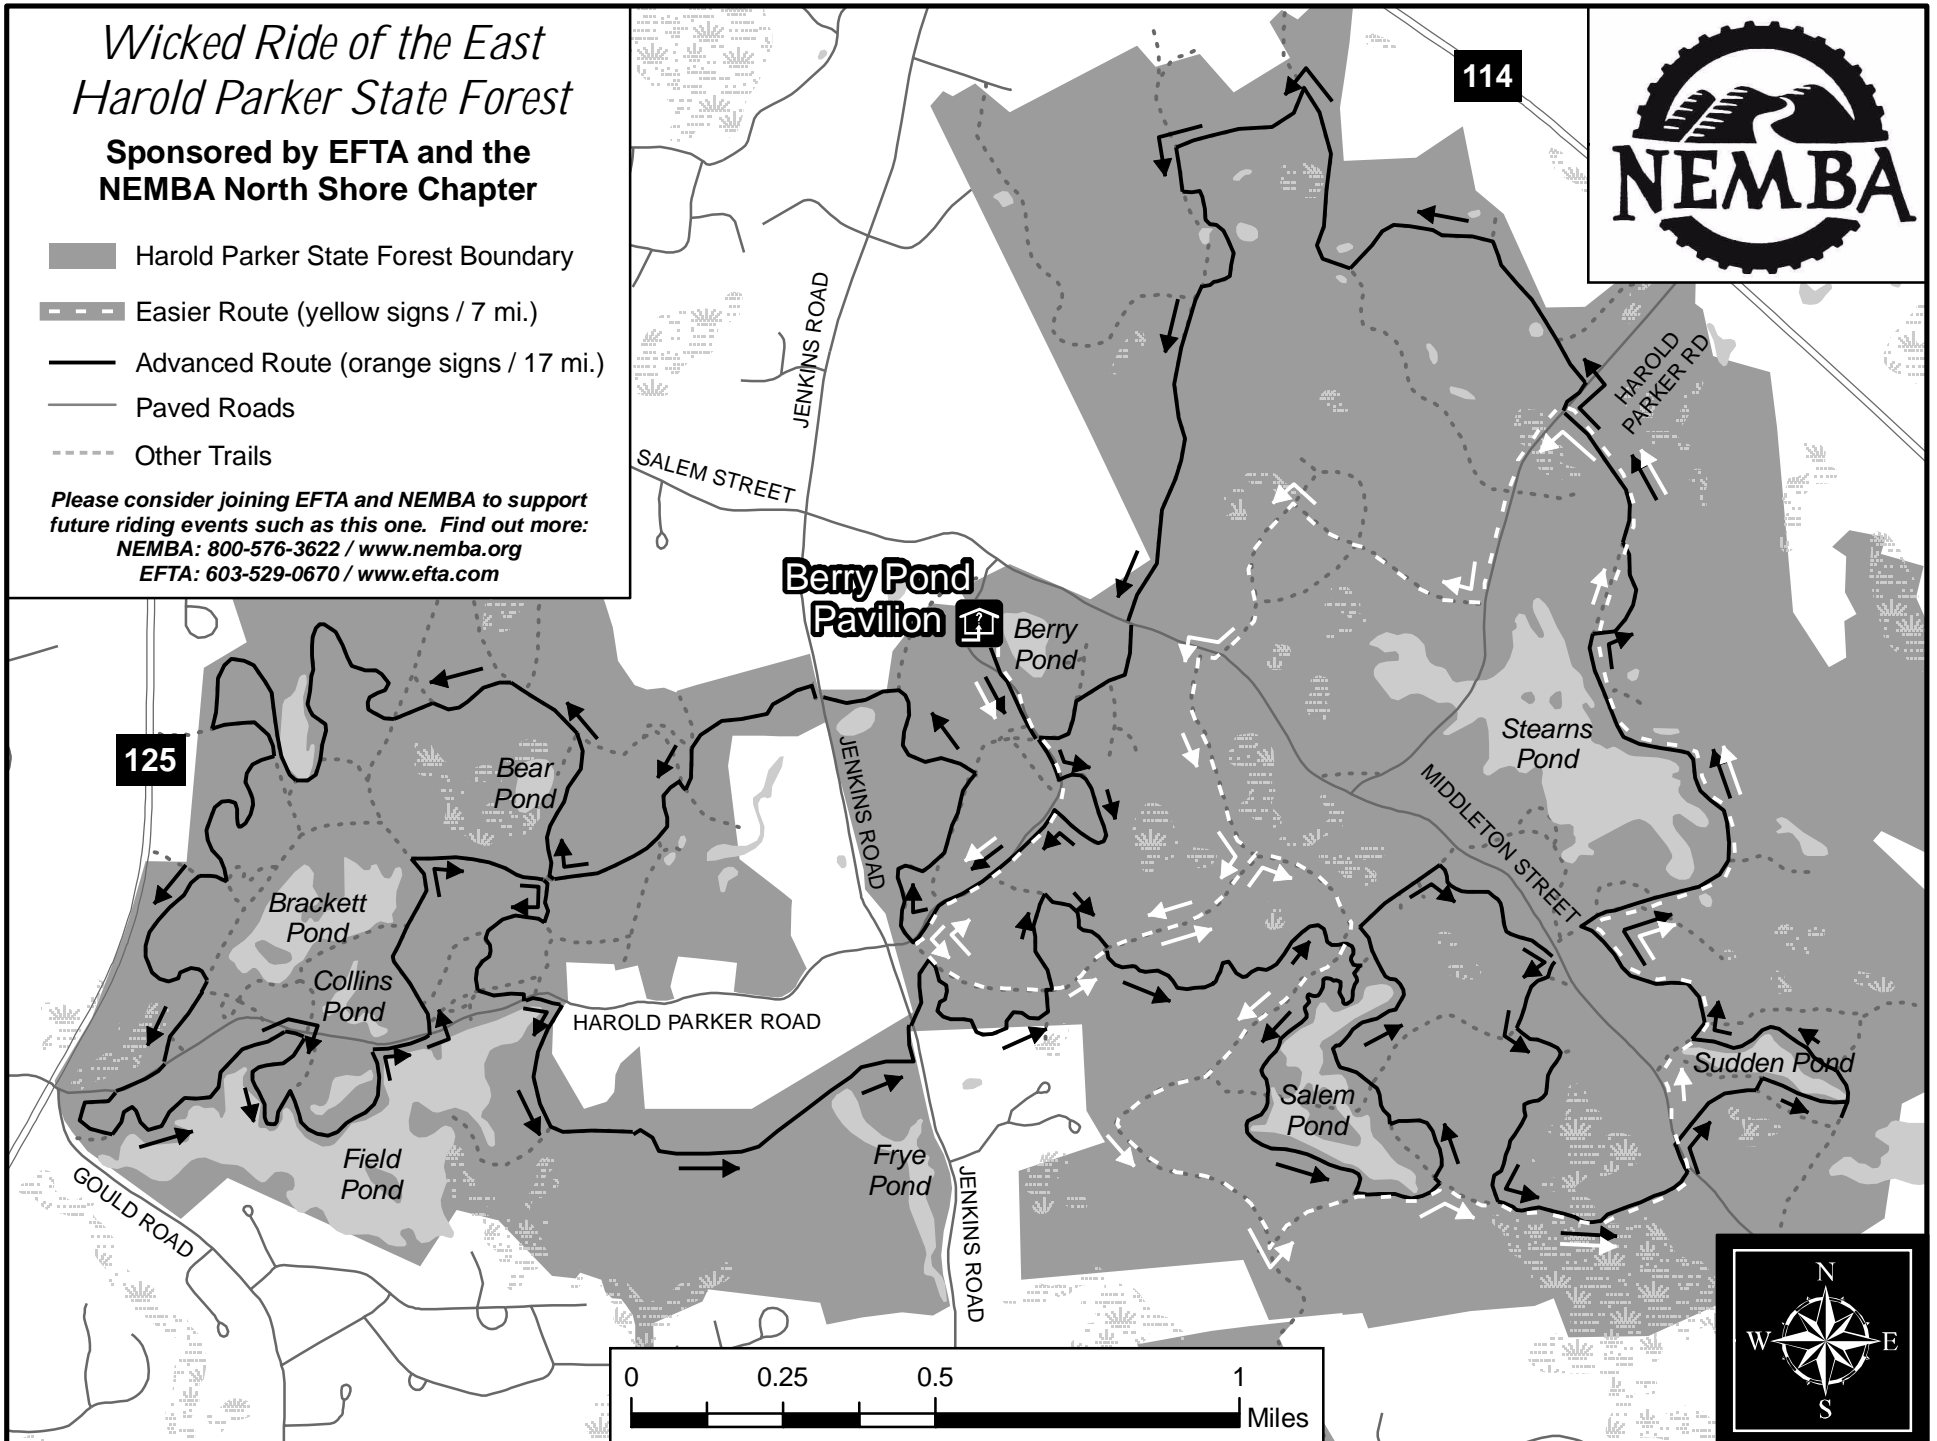 Wicked Ride of the East
Harold Parker State Forest
Sponsored by EFTA and the
NEMBA North Shore Chapter
Harold Parker State Forest Boundary
Easier Route (yellow signs / 7 mi.)
Advanced Route (orange signs / 17 mi.)
Paved Roads
Other Trails
Please consider joining EFTA and NEMBA to support
future riding events such as this one. Find out more:
NEMBA: 800-576-3622 / www.nemba.org
EFTA: 603-529-0670 / www.efta.com
114
NEMBA
JENKINS ROAD
HAROLD
PARKER RD
SALEM STREET
Berry Pond
Pavilion
?
Berry
Pond
125
Bear
Pond
JENKINS ROAD
Stearns
Pond
MIDDLETON STREET
Brackett
Pond
Collins
Pond
HAROLD PARKER ROAD
Sudden Pond
Salem
Pond
Field
Pond
Frye
Pond
GOULD ROAD
JENKINS ROAD
N
W
E
S
0
0.25
0.5
1
Miles